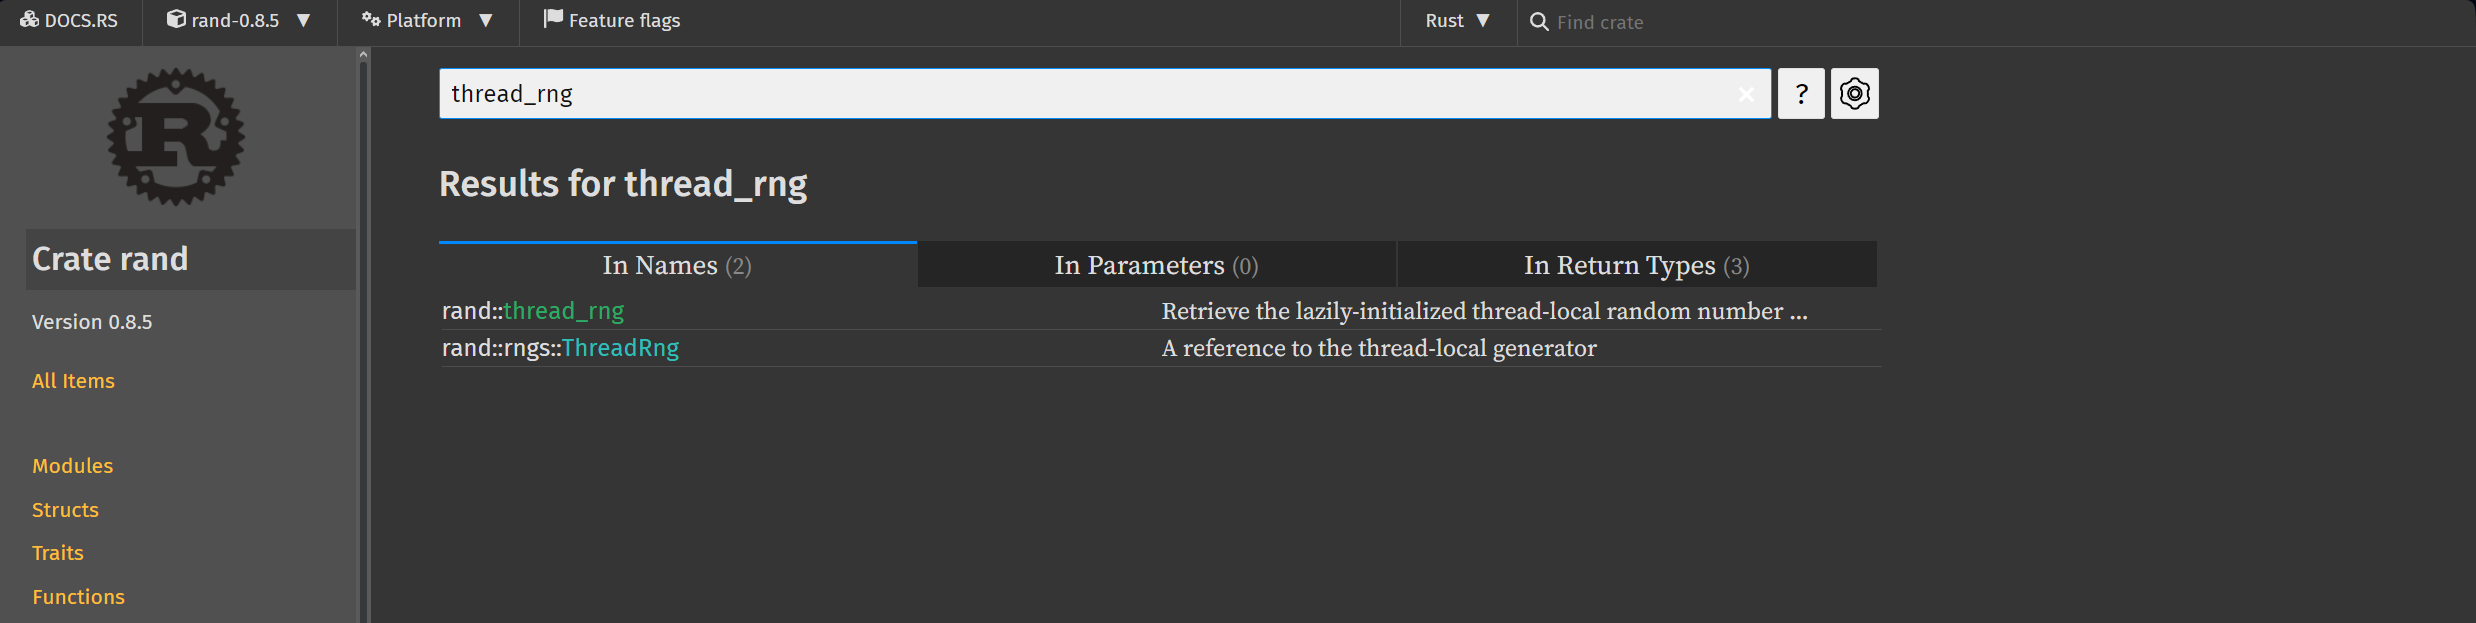 DOCS.RS rand-0.8.5 ▼ Platform ▼ Feature flags Rust ▼ Find crate
thread_rng × ?
R
Crate rand
Version 0.8.5
All Items
Modules
Structs
Traits
Functions
Results for thread_rng
In Names (2) In Parameters (0) In Return Types (3)
rand::thread_rng Retrieve the lazily-initialized thread-local random number ...
rand::rngs::ThreadRng A reference to the thread-local generator